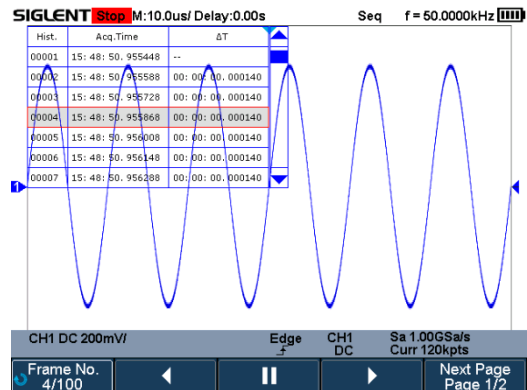 SIGLENT Stop M:10.0us/ Delay:0.00s Seq f = 50.0000kHz
Hist. Acq.Time ΔT
00001 15: 48: 50. 955448 --
00002 15: 48: 50. 955588 00: 00: 00. 000140
00003 15: 48: 50. 955728 00: 00: 00. 000140
00004 15: 48: 50. 955868 00: 00: 00. 000140
00005 15: 48: 50. 956008 00: 00: 00. 000140
00006 15: 48: 50. 956148 00: 00: 00. 000140
00007 15: 48: 50. 956288 00: 00: 00. 000140
1
CH1 DC 200mV/ Edge CH1 Sa 1.00GSa/s
DC Curr 120kpts
Frame No. Next Page
4/100 Page 1/2